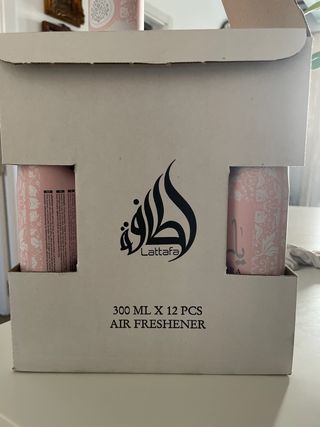 لطافة
Lattafa
300 ML X 12 PCS
AIR FRESHENER